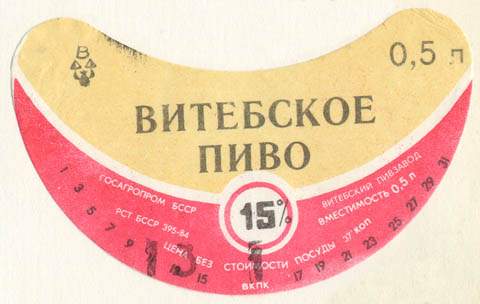 В
0,5 л
ВИТЕБСКОЕ
ПИВО
15%
ГОСАГРОПРОМ БССР
РСТ БССР 395-84
ЦЕНА БЕЗ СТОИМОСТИ ПОСУДЫ 37 КОП
ВИТЕБСКИЙ ПИВЗАВОД
ВМЕСТИМОСТЬ 0,5 л
1 3 5 7 9 13 15 17 19 21 23 25 27 29 31
ВКПК